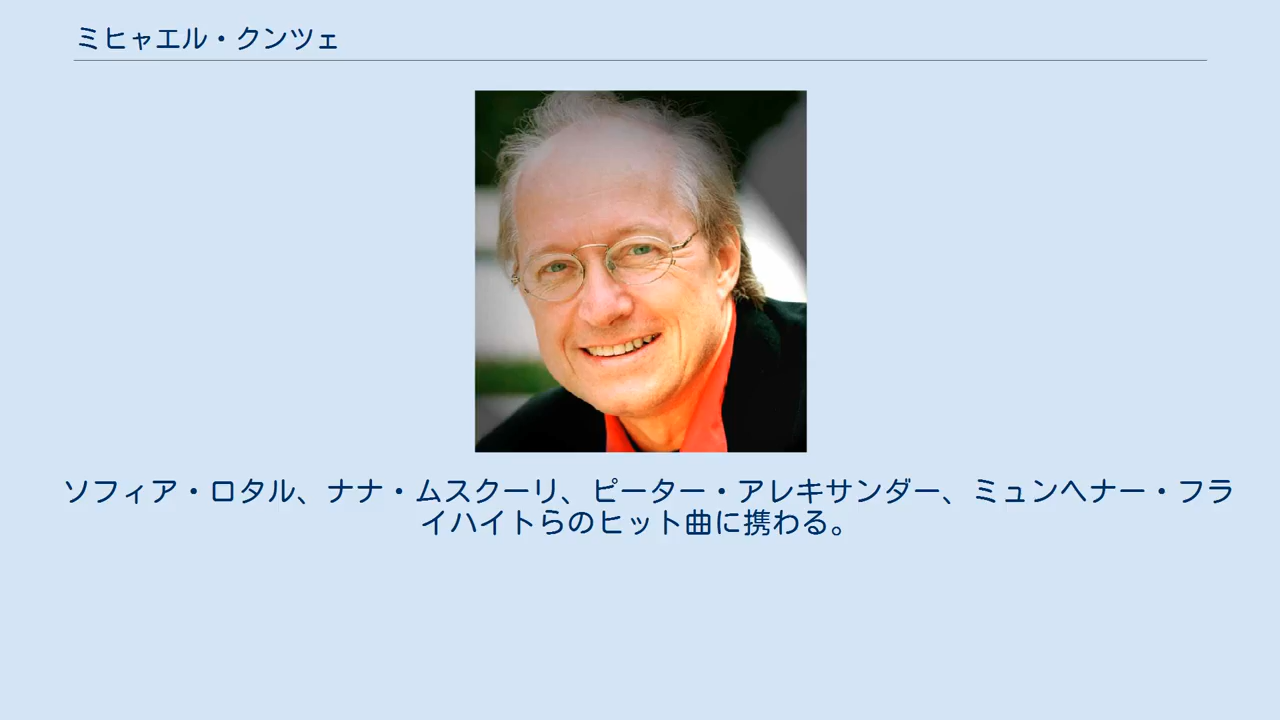 ミヒャエル・クンツェ
ソフィア・ロタル、ナナ・ムスクーリ、ピーター・アレキサンダー、ミュンヘナー・フラ
イハイトらのヒット曲に携わる。